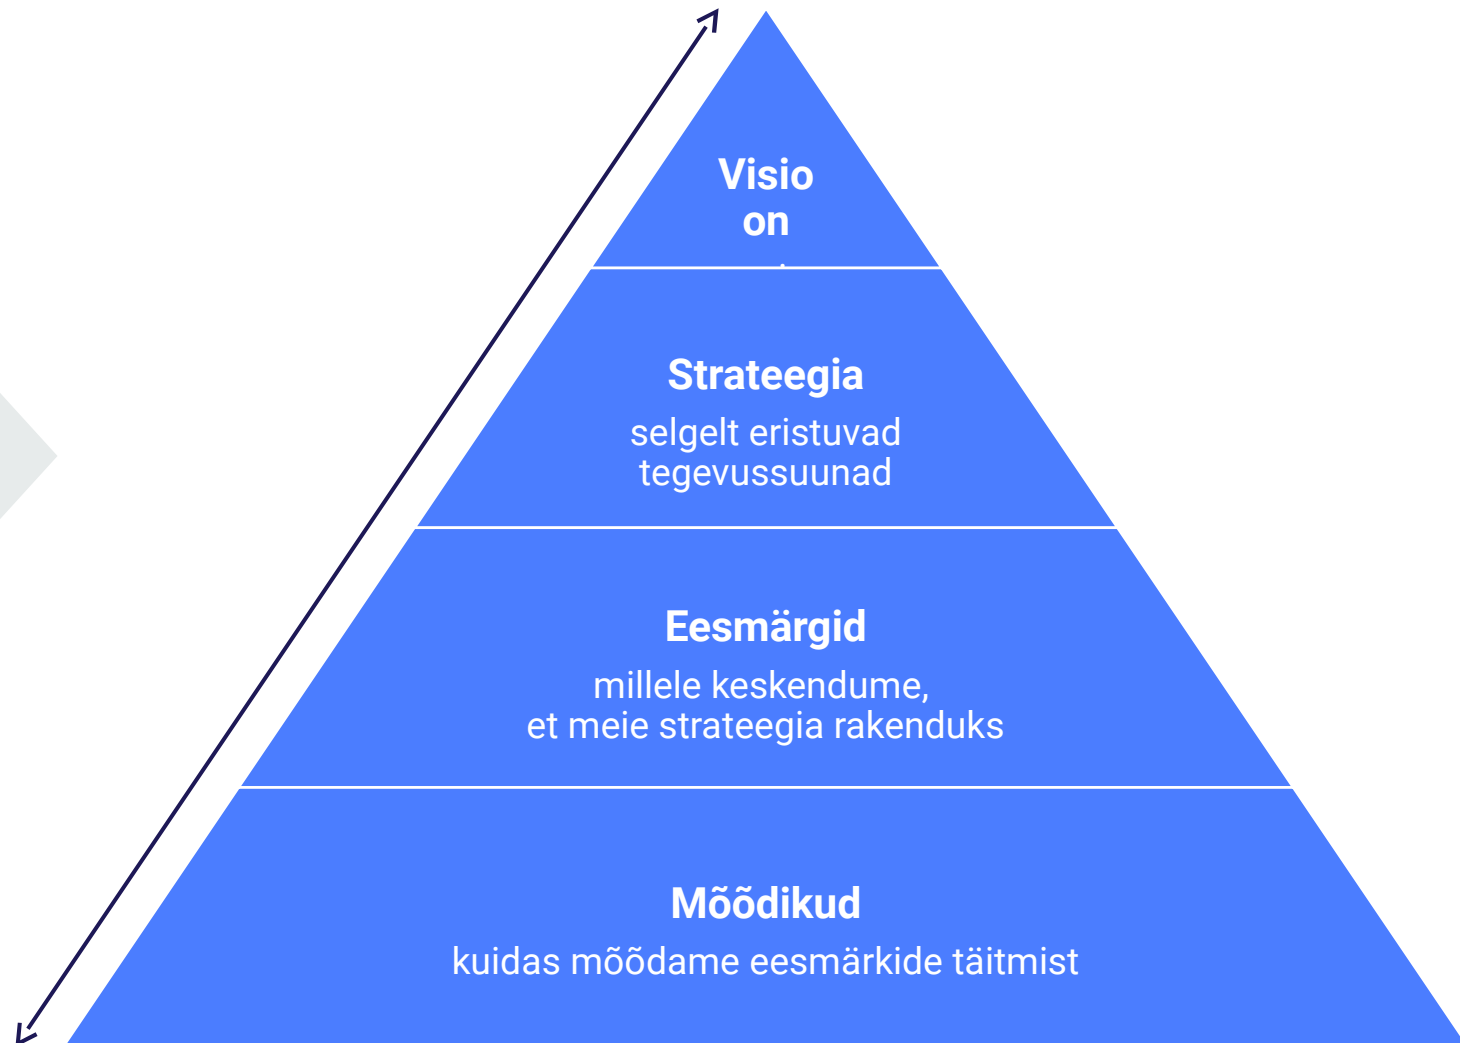 Visio
on
Strateegia
selgelt eristuvad
tegevussuunad
Eesmärgid
millele keskendume,
et meie strateegia rakenduks
Mõõdikud
kuidas mõõdame eesmärkide täitmist